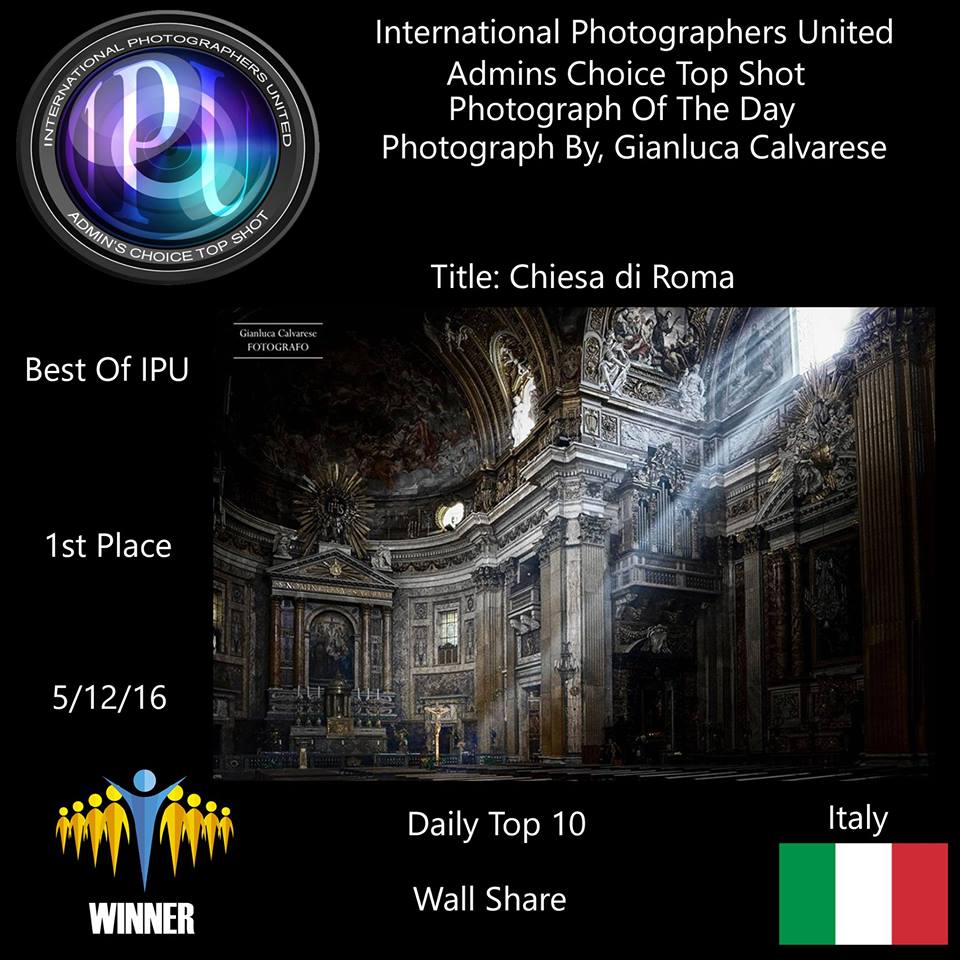 INTERNATIONAL PHOTOGRAPHERS UNITED
PU
ADMIN'S CHOICE TOP SHOT
International Photographers United
Admins Choice Top Shot
Photograph Of The Day
Photograph By, Gianluca Calvarese
Title: Chiesa di Roma
Gianluca Calvarese
FOTOGRAFO
Best Of IPU
1st Place
5/12/16
WINNER
Daily Top 10
Wall Share
Italy